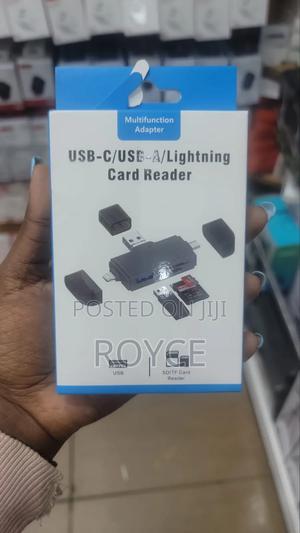 Multifunction
Adapter
USB-C/USB-A/Lightning
Card Reader
POSTED ON JIJI
ROYCE
USB
SD/TF Card
Reader